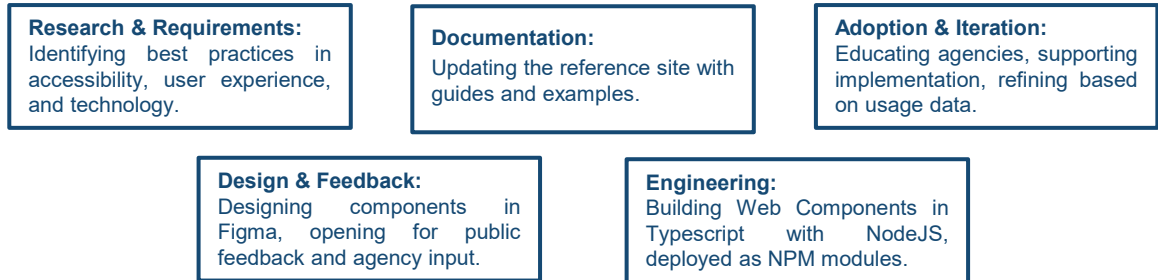 Research & Requirements:
Identifying best practices in
accessibility, user experience,
and technology.
Documentation:
Updating the reference site with
guides and examples.
Adoption & Iteration:
Educating agencies, supporting
implementation, refining based
on usage data.
Design & Feedback:
Designing components in
Figma, opening for public
feedback and agency input.
Engineering:
Building Web Components in
Typescript with NodeJS,
deployed as NPM modules.